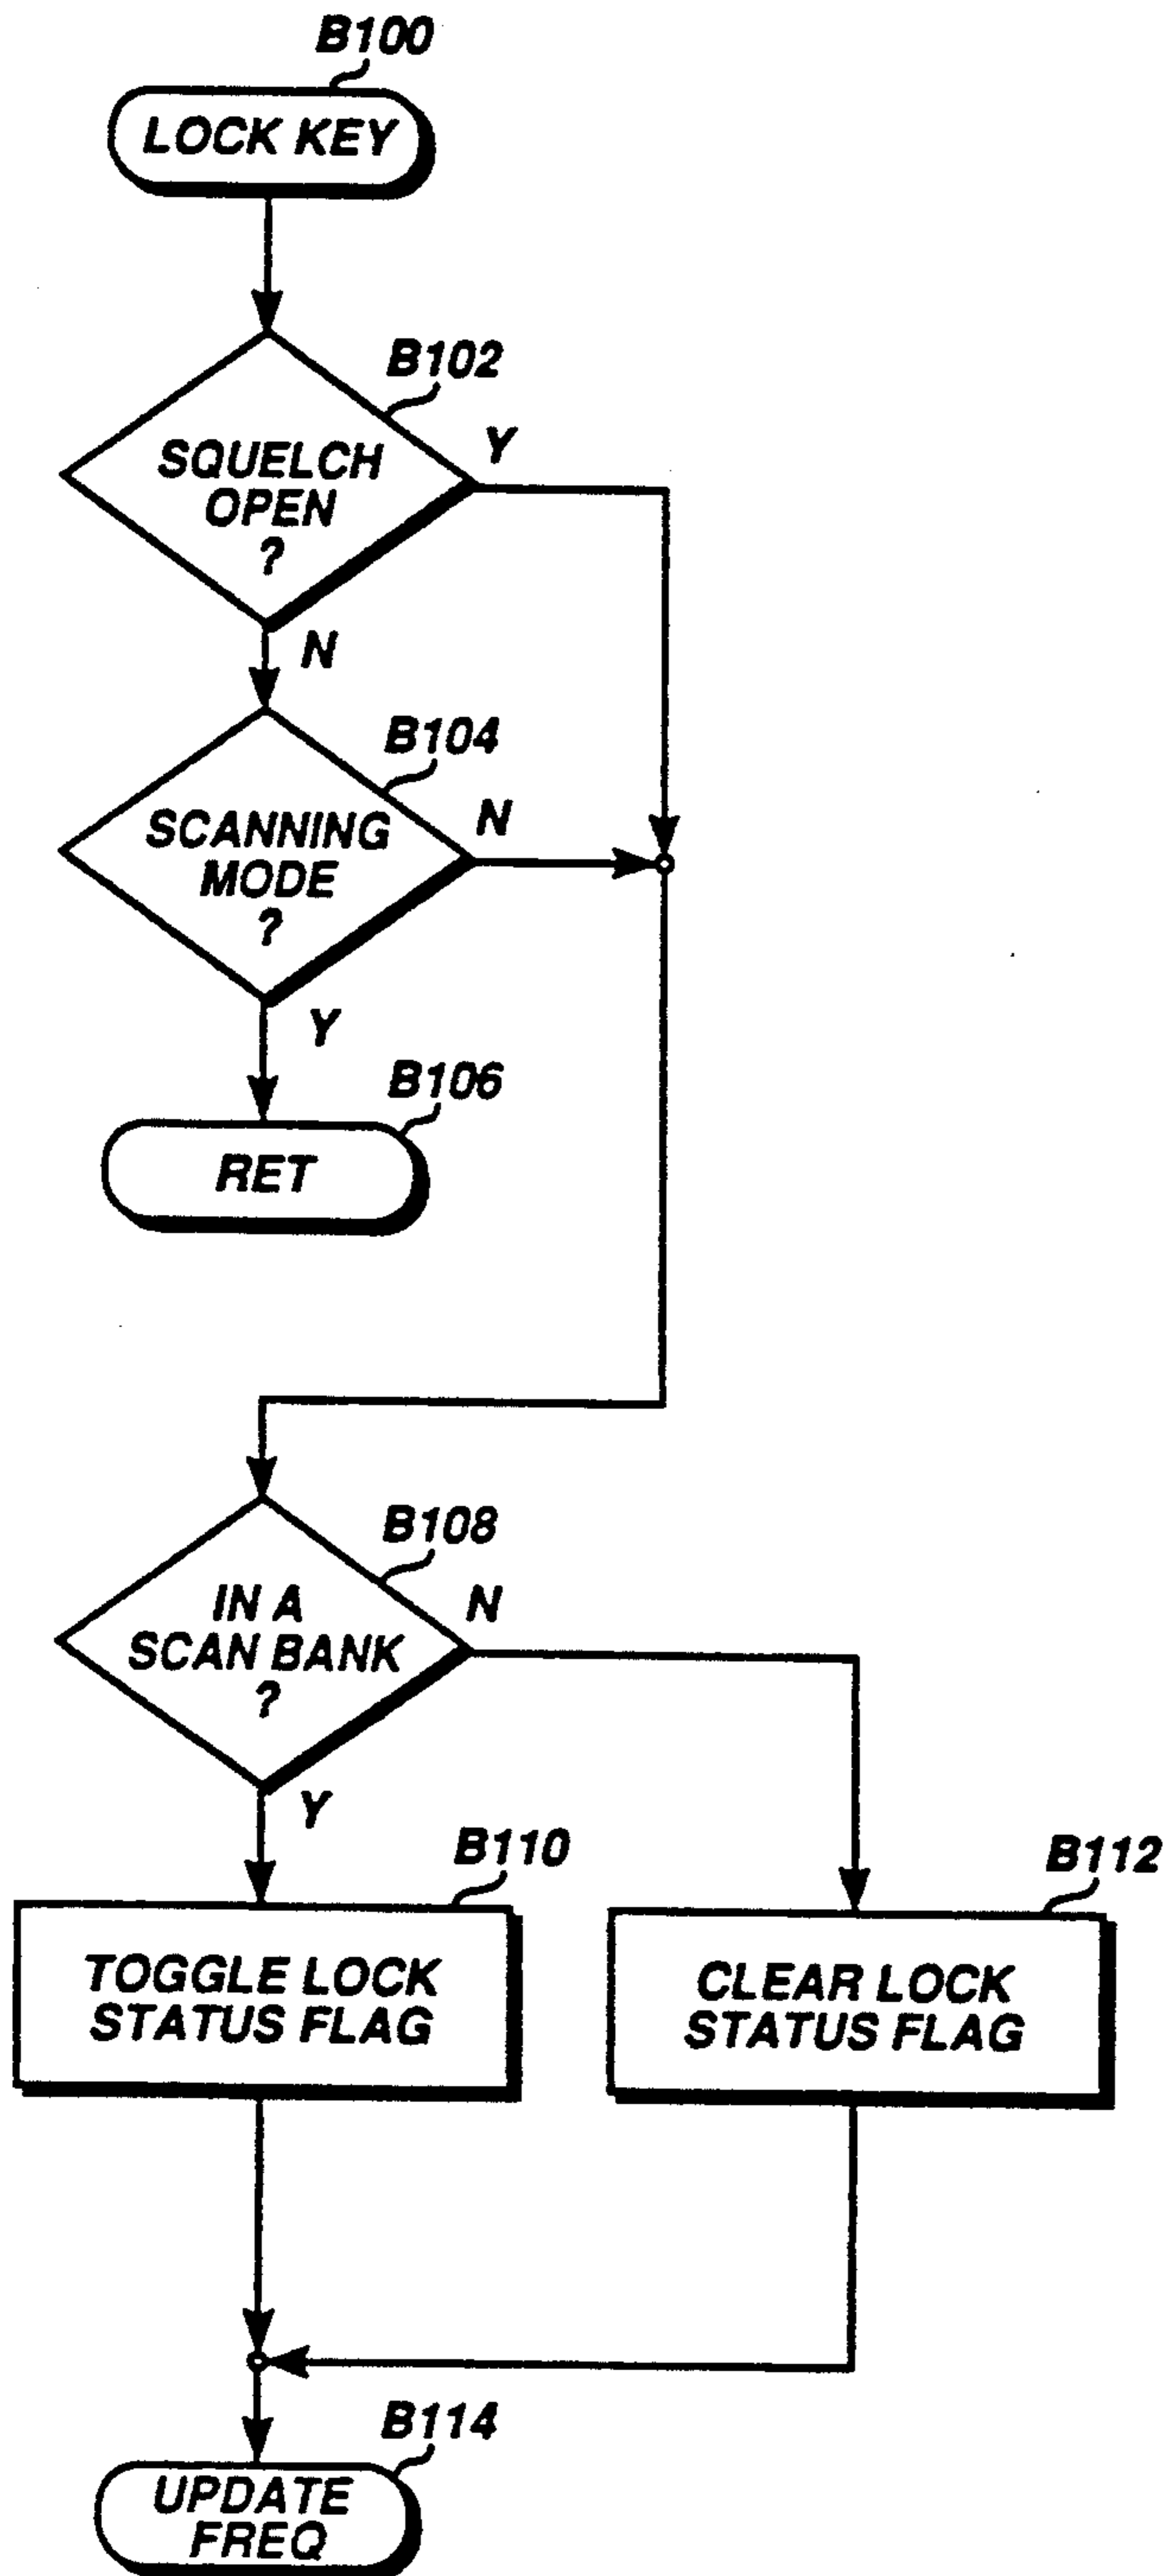 B100
LOCK KEY
B102
SQUELCH
OPEN
?
Y
N
B104
SCANNING
MODE
?
N
Y
B106
RET
B108
IN A
SCAN BANK
?
N
Y
B110
TOGGLE LOCK
STATUS FLAG
B112
CLEAR LOCK
STATUS FLAG
B114
UPDATE
FREQ